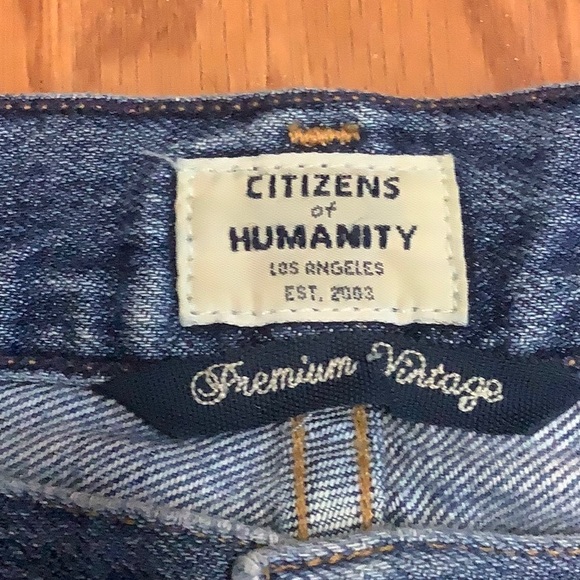 CITIZENS
of
HUMANITY
LOS ANGELES
EST. 2003
Premium Vintage